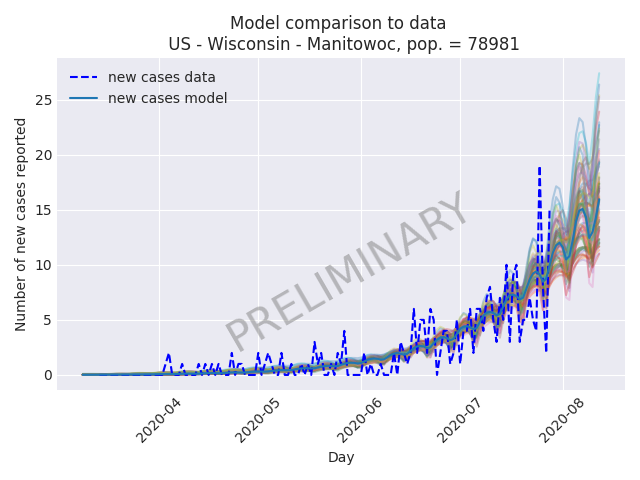 Model comparison to data
US - Wisconsin - Manitowoc, pop. = 78981
new cases data
new cases model
Number of new cases reported
25
20
15
10
5
0
PRELIMINARY
2020-04
2020-05
2020-06
2020-07
2020-08
Day